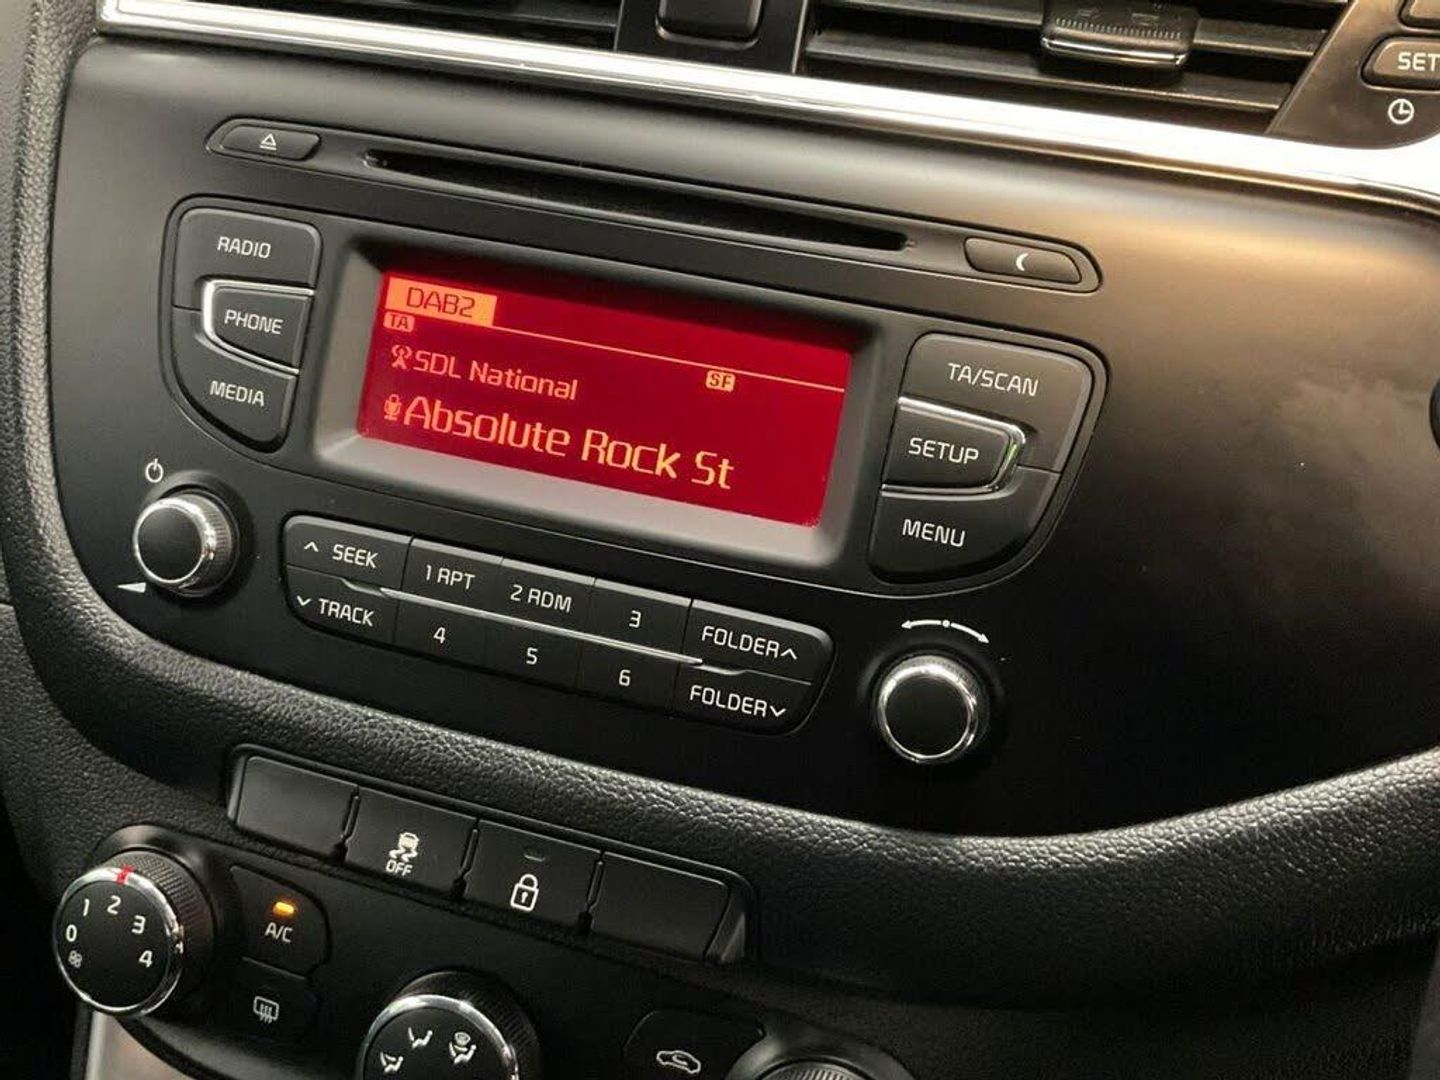 SET
RADIO
PHONE
MEDIA
DAB2
TA
SDL National
SF
Absolute Rock St
TA/SCAN
SETUP
MENU
SEEK
TRACK
1 RPT
2 RDM
3
4
5
6
FOLDER
FOLDER
OFF
0 1 2 3 4
A/C